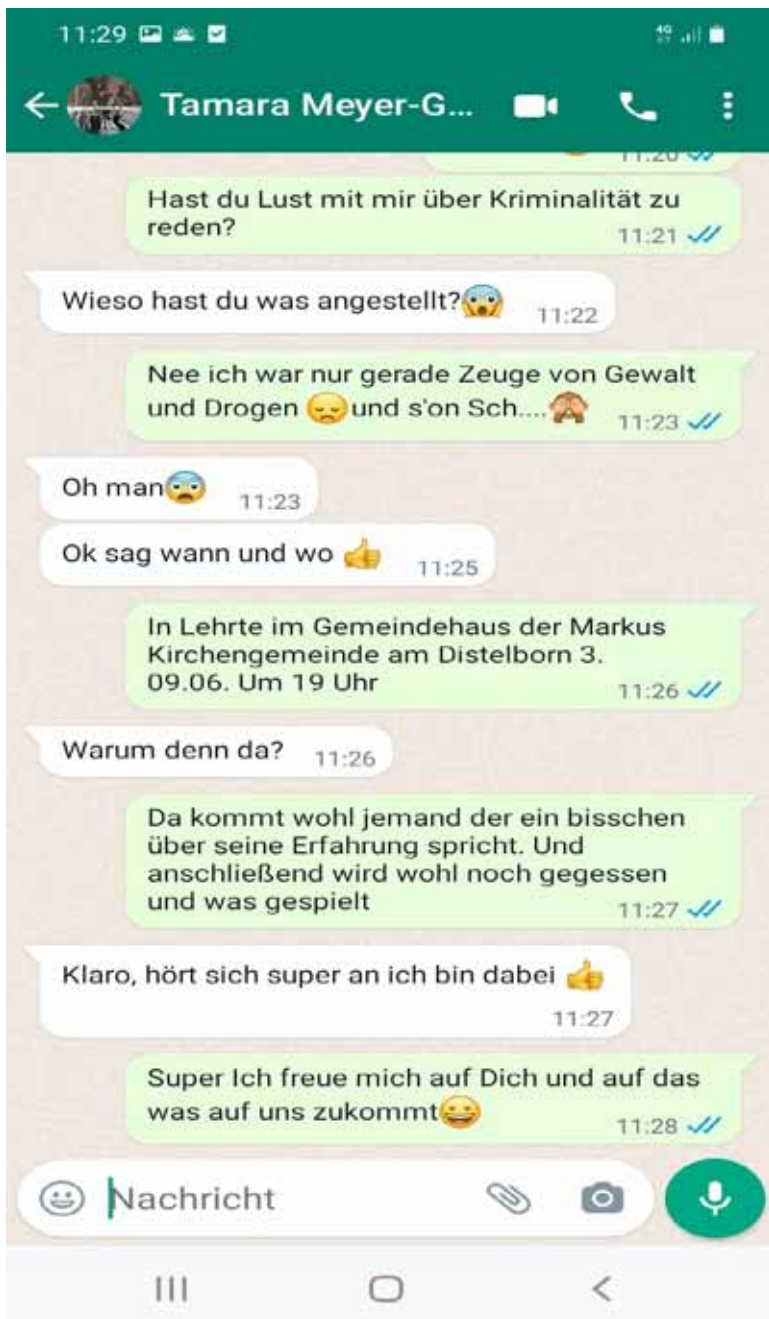 11:29
4G
Tamara Meyer-G...
11:20
Hast du Lust mit mir über Kriminalität zu
reden?
11:21
Wieso hast du was angestellt?😱
11:22
Nee ich war nur gerade Zeuge von Gewalt
und Drogen 😞und s'on Sch....🙈
11:23
Oh man😨
11:23
Ok sag wann und wo 👍
11:25
In Lehrte im Gemeindehaus der Markus
Kirchengemeinde am Distelborn 3.
09.06. Um 19 Uhr
11:26
Warum denn da?
11:26
Da kommt wohl jemand der ein bisschen
über seine Erfahrung spricht. Und
anschließend wird wohl noch gegessen
und was gespielt
11:27
Klaro, hört sich super an ich bin dabei 👍
11:27
Super Ich freue mich auf Dich und auf das
was auf uns zukommt😀
11:28
Nachricht